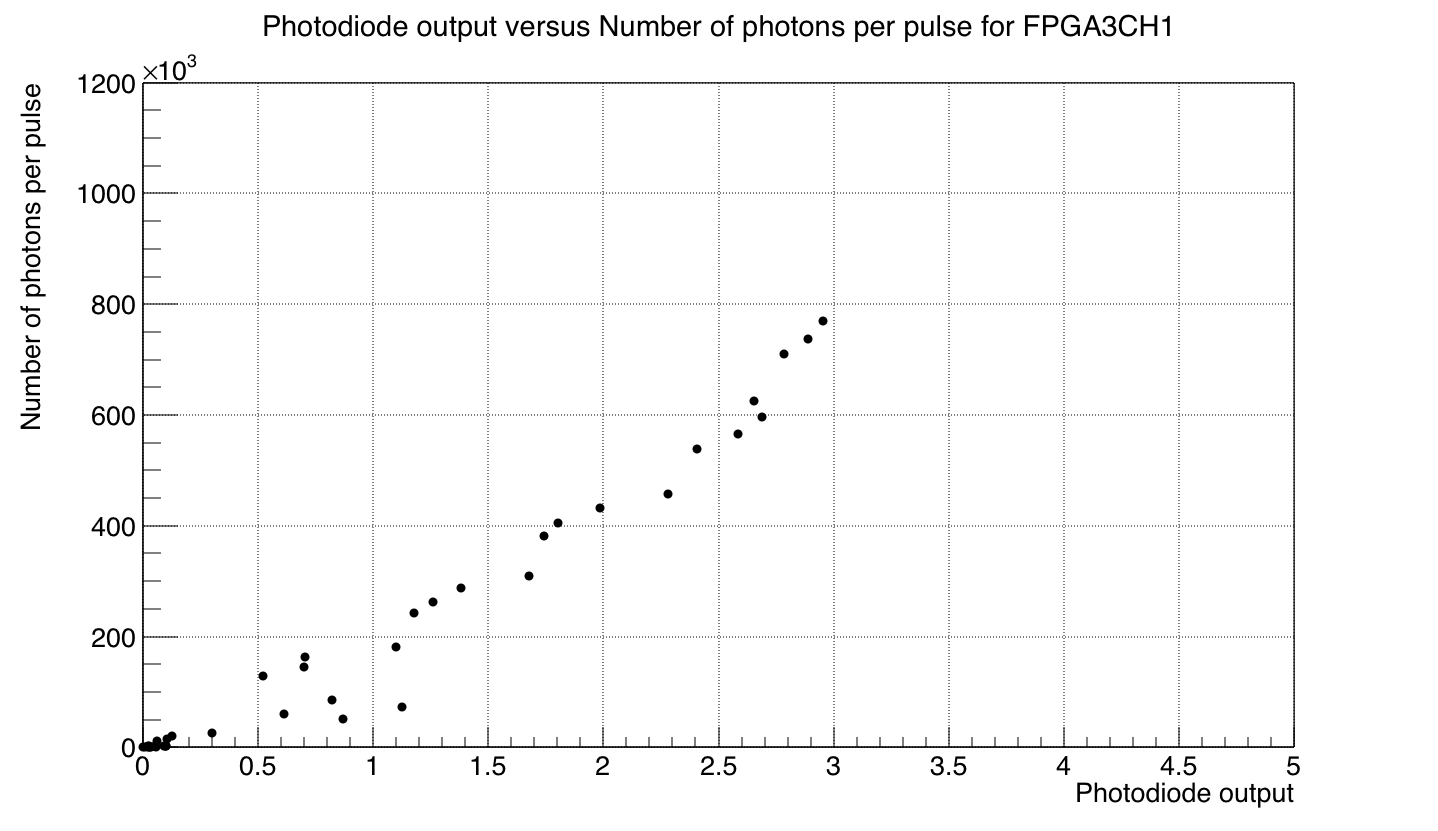 Photodiode output versus Number of photons per pulse for FPGA3CH1
×10³
Number of photons per pulse
1200
1000
800
600
400
200
0
0 0.5 1 1.5 2 2.5 3 3.5 4 4.5 5
Photodiode output